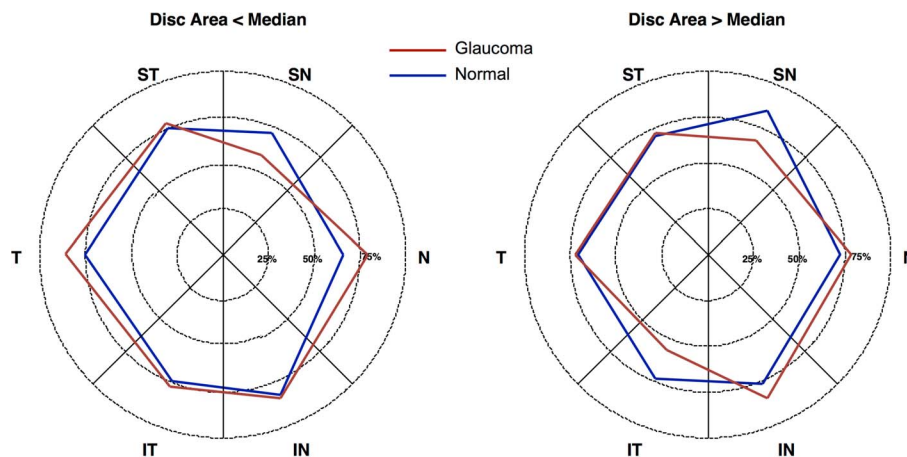 Disc Area < Median
Disc Area > Median
Glaucoma
Normal
ST
SN
T
25%
50%
75%
N
IT
IN
ST
SN
T
25%
50%
75%
N
IT
IN